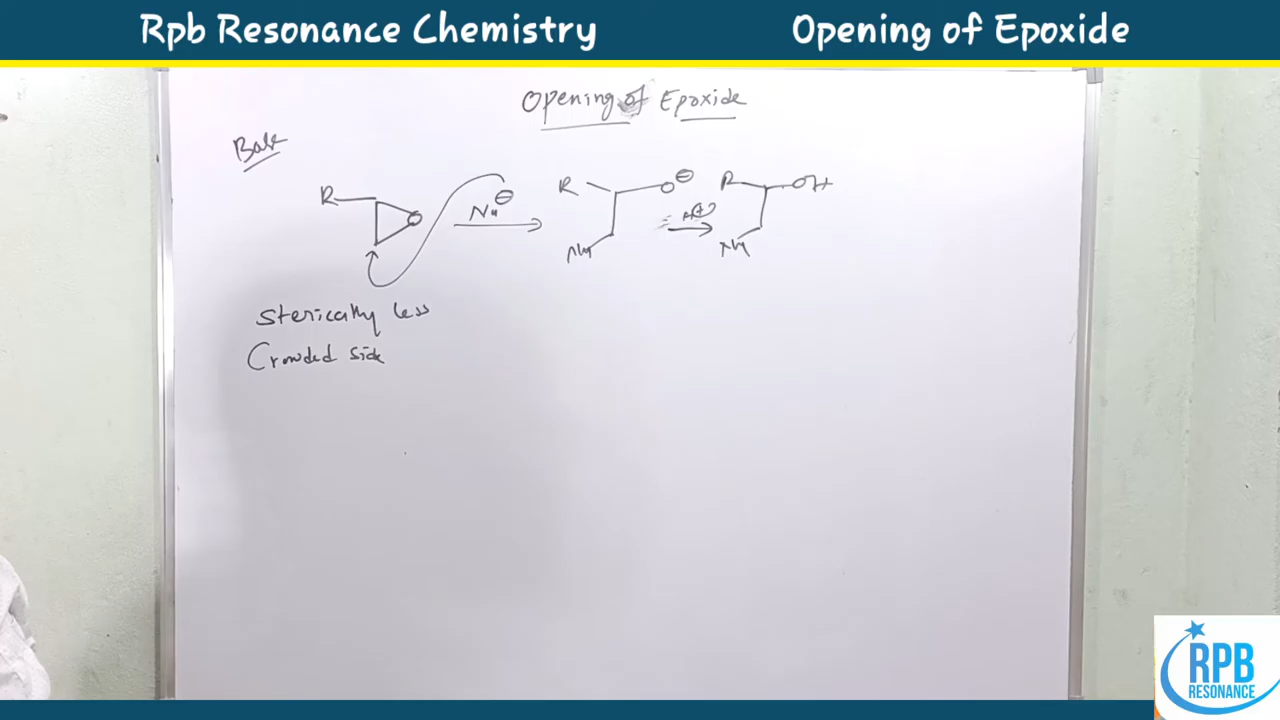 Rpb Resonance Chemistry
Opening of Epoxide
Opening of Epoxide
Base
R
O
Nu⊖
R
O⊖
Nu
H⊕
R
OH
Nu
Sterically less
Crowded side
RPB
RESONANCE